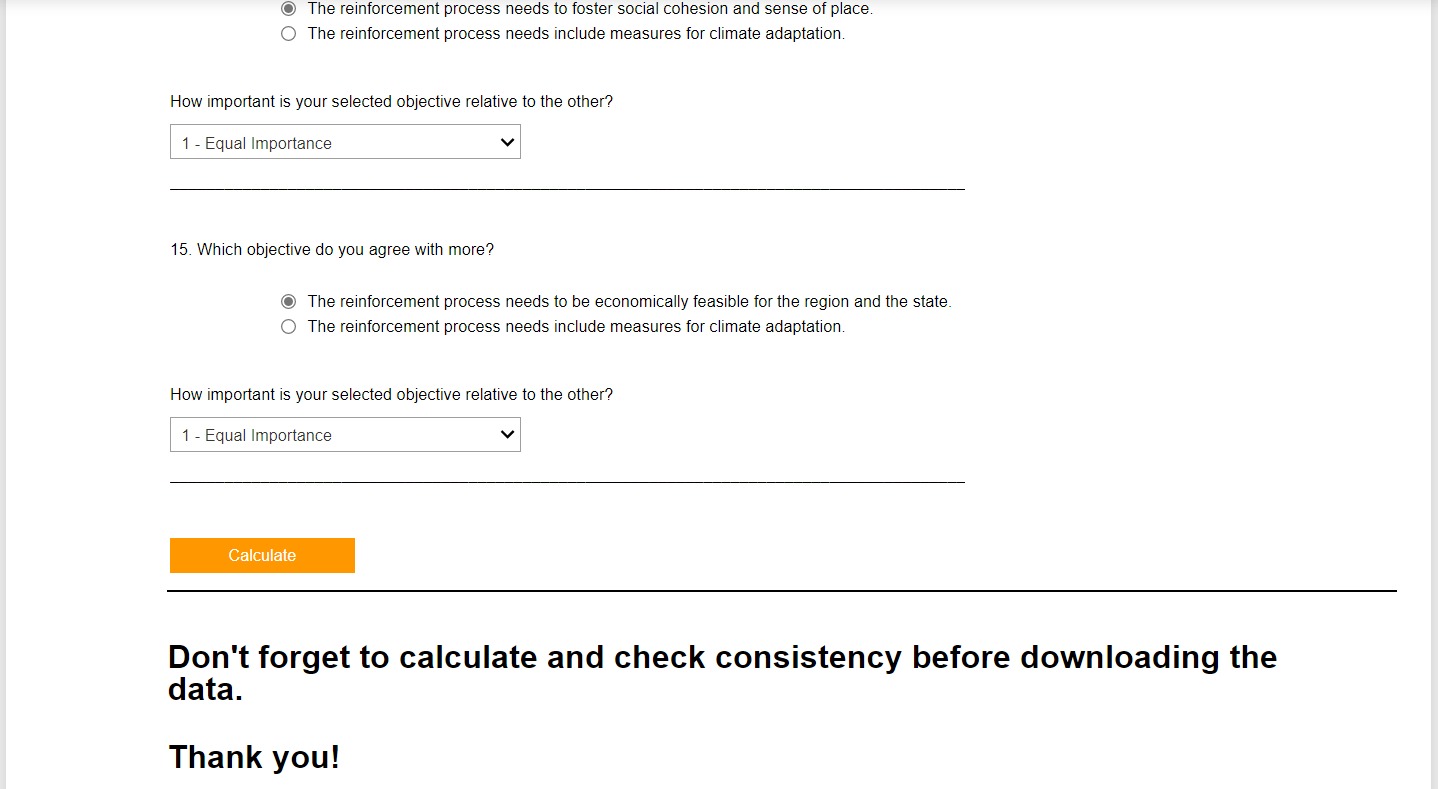 The reinforcement process needs to foster social cohesion and sense of place.
The reinforcement process needs include measures for climate adaptation.
How important is your selected objective relative to the other?
1 - Equal Importance
15. Which objective do you agree with more?
The reinforcement process needs to be economically feasible for the region and the state.
The reinforcement process needs include measures for climate adaptation.
How important is your selected objective relative to the other?
1 - Equal Importance
Calculate
Don't forget to calculate and check consistency before downloading the
data.
Thank you!